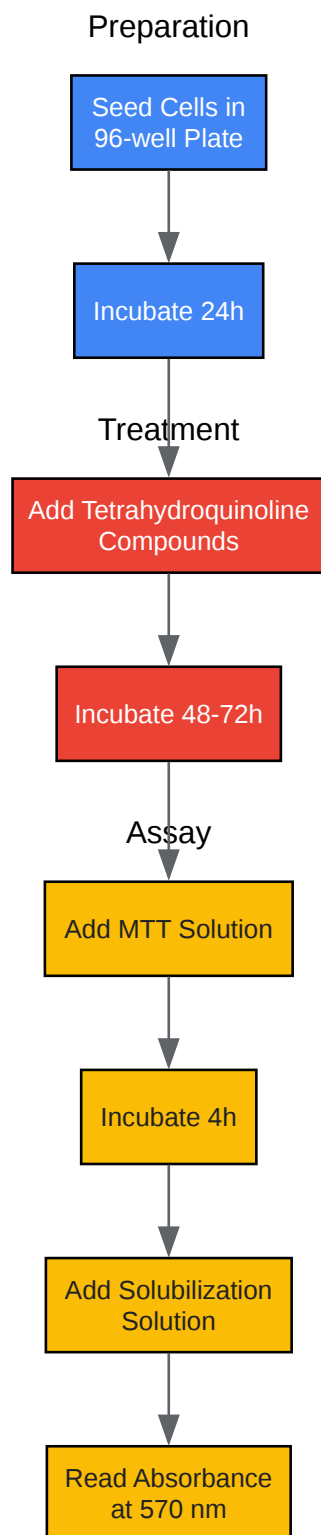 Preparation
Seed Cells in
96-well Plate
Incubate 24h
Treatment
Add Tetrahydroquinoline
Compounds
Incubate 48-72h
Assay
Add MTT Solution
Incubate 4h
Add Solubilization
Solution
Read Absorbance
at 570 nm